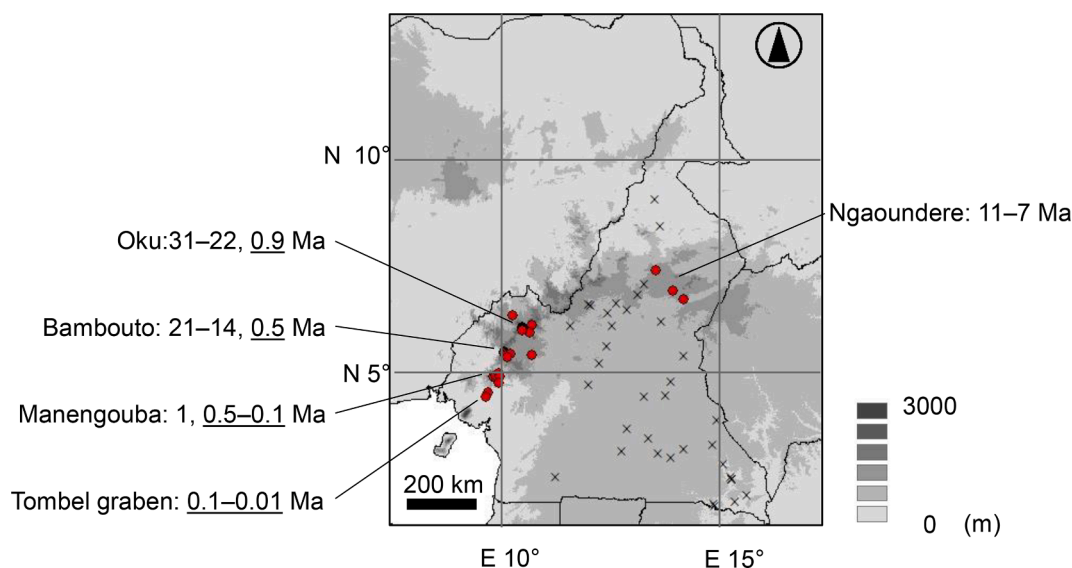 N 10°
Ngaoundere: 11–7 Ma
Oku:31–22, 0.9 Ma
Bambouto: 21–14, 0.5 Ma
N 5°
Manengouba: 1, 0.5–0.1 Ma
3000
200 km
Tombel graben: 0.1–0.01 Ma
0 (m)
E 10°
E 15°